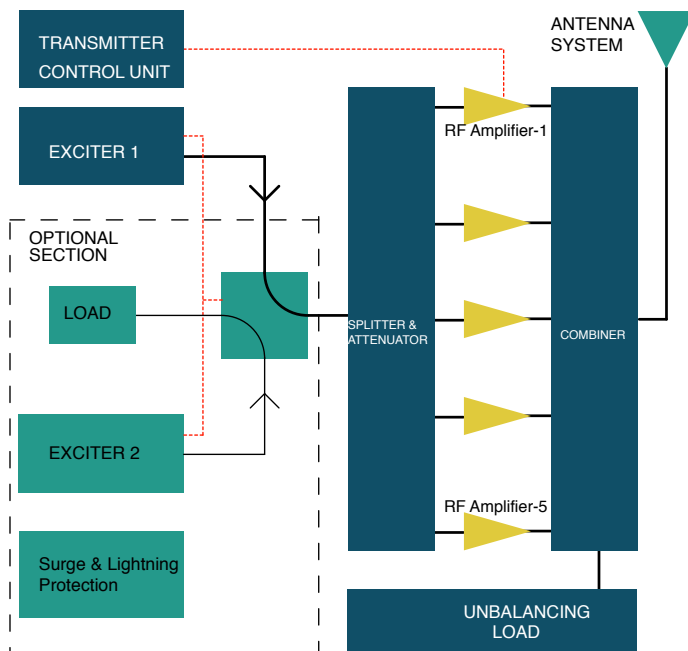 TRANSMITTER
CONTROL UNIT
ANTENNA
SYSTEM
EXCITER 1
RF Amplifier-1
OPTIONAL
SECTION
LOAD
SPLITTER &
ATTENUATOR
COMBINER
EXCITER 2
RF Amplifier-5
Surge & Lightning
Protection
UNBALANCING
LOAD